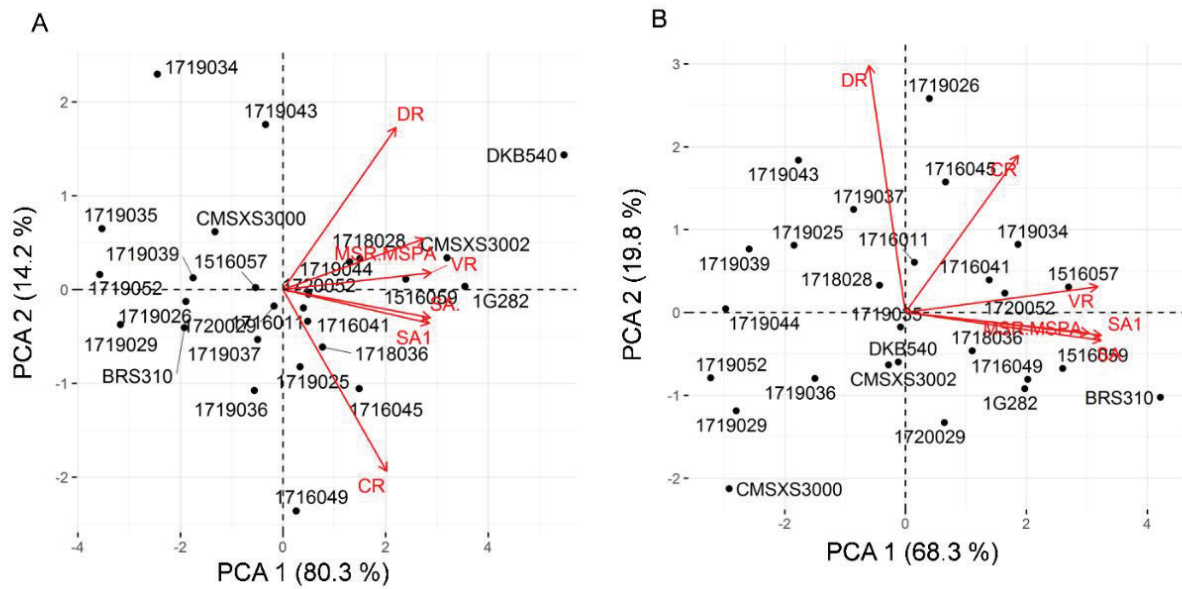 A
1719034
2
1719043
DR
DKB540
1
1719035
CMSXS3000
1718028
CMSXS3002
1719039
1516057
MSR.MSPA
1719044
VR
0
1719052
1720052
1516059
1G282
SA.
1719026
1720029
1716011
1716041
SA1
1719029
1719037
1718036
BRS310
-1
1719025
1719036
1716045
-2
CR
1716049
-4
-2
0
2
4
PCA 1 (80.3 %)
PCA 2 (14.2 %)
B
3
DR
1719026
2
1719043
1716045
CR
1719037
1
1719025
1716011
1719034
1719039
1718028
1716041
1516057
VR
1720052
0
1719044
1719035
MSR.MSPA
SA1
1718036
SA.
DKB540
1516059
1719052
CMSXS3002
1716049
1719036
1G282
BRS310
-1
1719029
1720029
-2
CMSXS3000
-2
0
2
4
PCA 1 (68.3 %)
PCA 2 (19.8 %)